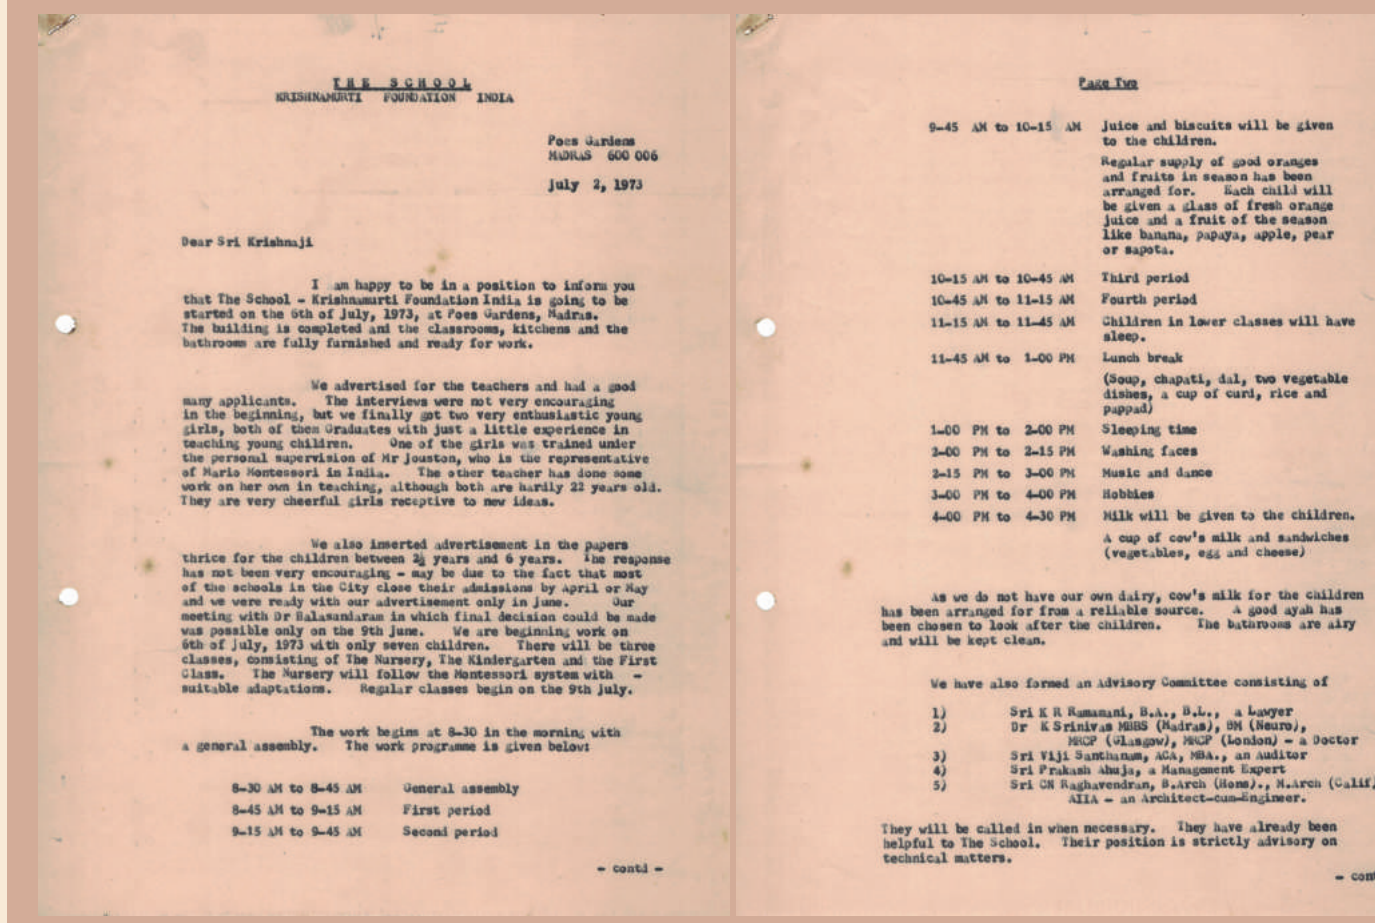 THE SCHOOL
KRISHNAMURTI FOUNDATION INDIA
Poes Gardens
MADRAS 600 006
July 2, 1973
Dear Sri Krishnaji
I am happy to be in a position to inform you
that The School - Krishnamurti Foundation India is going to be
started on the 6th of July, 1973, at Poes Gardens, Madras.
The building is completed and the classrooms, kitchens and the
bathrooms are fully furnished and ready for work.
We advertised for the teachers and had a good
many applicants. The interviews were not very encouraging
in the beginning, but we finally got two very enthusiastic young
girls, both of them Graduates with just a little experience in
teaching young children. One of the girls was trained under
the personal supervision of Mr Jouston, who is the representative
of Mario Montessori in India. The other teacher has done some
work on her own in teaching, although both are hardly 22 years old.
They are very cheerful girls receptive to new ideas.
We also inserted advertisement in the papers
thrice for the children between 2½ years and 6 years. The response
has not been very encouraging - may be due to the fact that most
of the schools in the City close their admissions by April or May
and we were ready with our advertisement only in June. Our
meeting with Dr Balasandaram in which final decision could be made
was possible only on the 9th June. We are beginning work on
6th of July, 1973 with only seven children. There will be three
classes, consisting of The Nursery, The Kindergarten and the First
Class. The Nursery will follow the Montessori system with -
suitable adaptations. Regular classes begin on the 9th July.
The work begins at 8-30 in the morning with
a general assembly. The work programme is given below:
8-30 AM to 8-45 AM General assembly
8-45 AM to 9-15 AM First period
9-15 AM to 9-45 AM Second period
- contd -
Page Two
9-45 AM to 10-15 AM Juice and biscuits will be given
to the children.
Regular supply of good oranges
and fruits in season has been
arranged for. Each child will
be given a glass of fresh orange
juice and a fruit of the season
like banana, papaya, apple, pear
or sapota.
10-15 AM to 10-45 AM Third period
10-45 AM to 11-15 AM Fourth period
11-15 AM to 11-45 AM Children in lower classes will have
sleep.
11-45 AM to 1-00 PM Lunch break
(Soup, chapati, dal, two vegetable
dishes, a cup of curd, rice and
pappad)
1-00 PM to 2-00 PM Sleeping time
2-00 PM to 2-15 PM Washing faces
2-15 PM to 3-00 PM Music and dance
3-00 PM to 4-00 PM Hobbies
4-00 PM to 4-30 PM Milk will be given to the children.
A cup of cow's milk and sandwiches
(vegetables, egg and cheese)
As we do not have our own dairy, cow's milk for the children
has been arranged for from a reliable source. A good ayah has
been chosen to look after the children. The bathrooms are airy
and will be kept clean.
We have also formed an Advisory Committee consisting of
1) Sri K R Ramamani, B.A., B.L., a Lawyer
2) Dr K Srinivas MBBS (Madras), BM (Neuro),
MRCP (Glasgow), MRCP (London) - a Doctor
3) Sri Viji Santhanam, ACA, MBA., an Auditor
4) Sri Prakash Ahuja, a Management Expert
5) Sri CN Raghavendran, B.Arch (Hons)., M.Arch (Calif)
AIIA - an Architect-cum-Engineer.
They will be called in when necessary. They have already been
helpful to The School. Their position is strictly advisory on
technical matters.
- cont